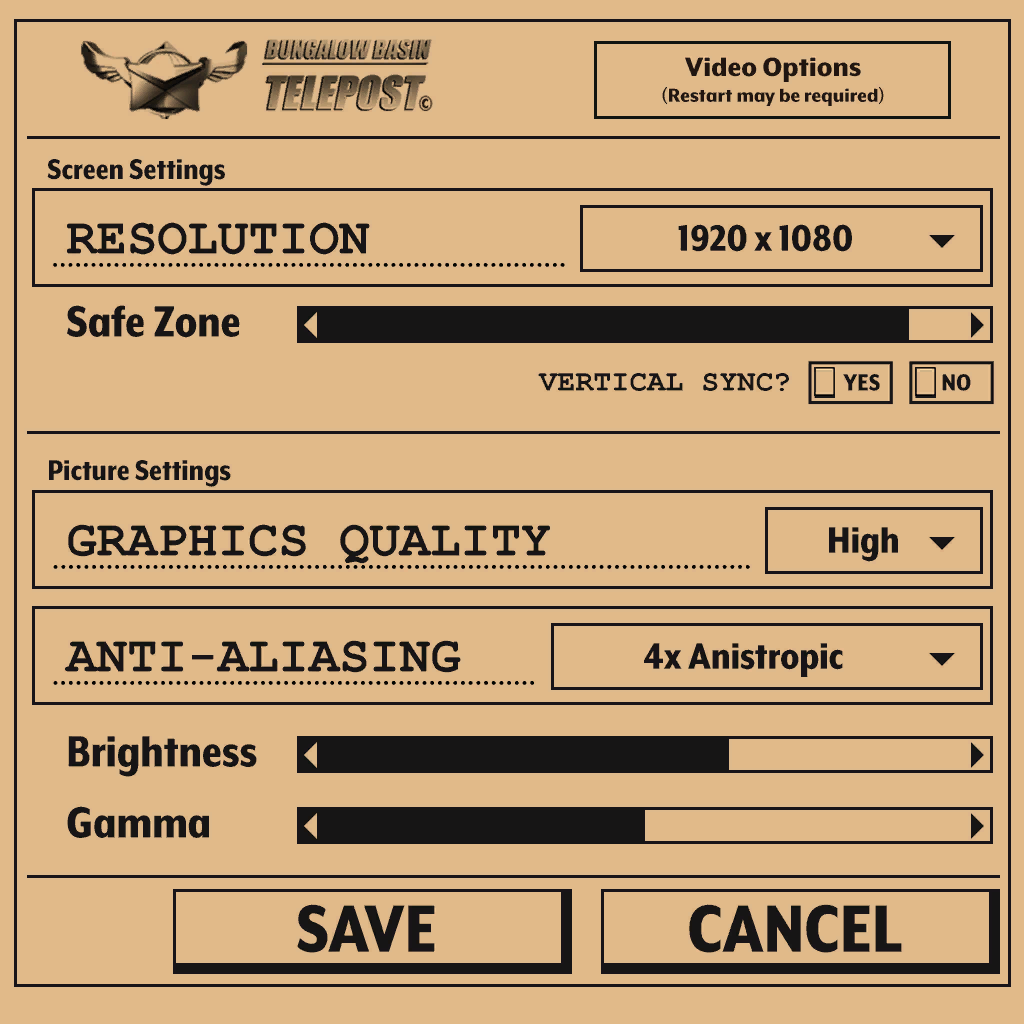 BUNGALOW BASIN
TELEPOST©
Video Options
(Restart may be required)
Screen Settings
RESOLUTION 1920 x 1080
Safe Zone
VERTICAL SYNC? YES NO
Picture Settings
GRAPHICS QUALITY High
ANTI-ALIASING 4x Anistropic
Brightness
Gamma
SAVE CANCEL